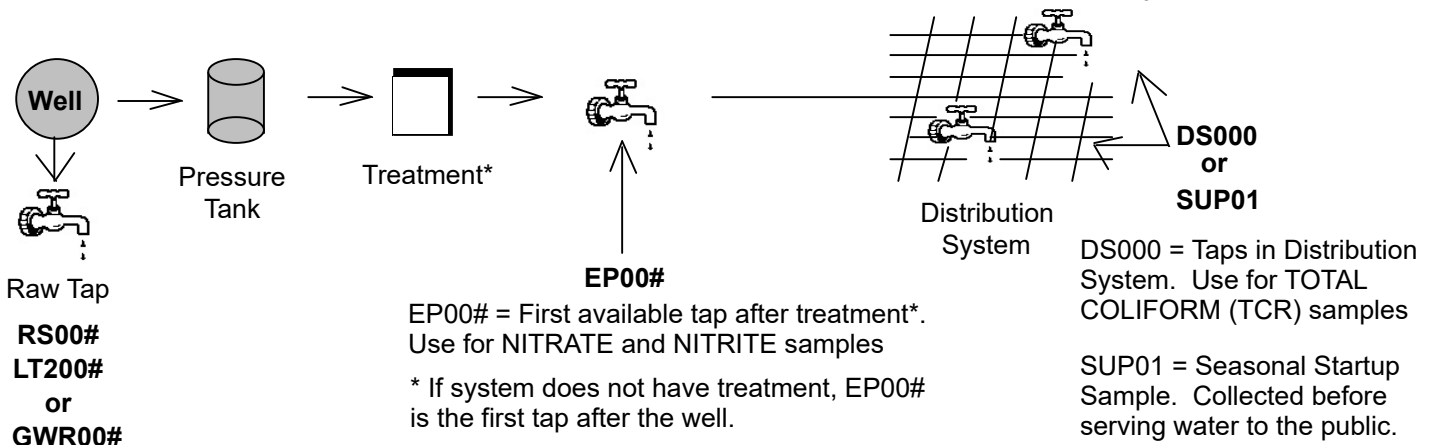 Well
Pressure
Tank
Treatment*
Raw Tap
RS00#
LT200#
or
GWR00#
EP00#
EP00# = First available tap after treatment*.
Use for NITRATE and NITRITE samples
* If system does not have treatment, EP00#
is the first tap after the well.
Distribution
System
DS000
or
SUP01
DS000 = Taps in Distribution
System. Use for TOTAL
COLIFORM (TCR) samples
SUP01 = Seasonal Startup
Sample. Collected before
serving water to the public.